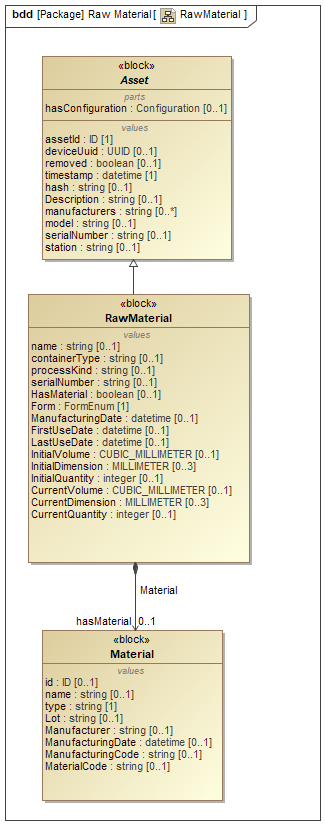 bdd [Package] Raw Material[ RawMaterial ]
«block»
Asset
parts
hasConfiguration : Configuration [0..1]
values
assetId : ID [1]
deviceUuid : UUID [0..1]
removed : boolean [0..1]
timestamp : datetime [1]
hash : string [0..1]
Description : string [0..1]
manufacturers : string [0..*]
model : string [0..1]
serialNumber : string [0..1]
station : string [0..1]
«block»
RawMaterial
values
name : string [0..1]
containerType : string [0..1]
processKind : string [0..1]
serialNumber : string [0..1]
HasMaterial : boolean [0..1]
Form : FormEnum [1]
ManufacturingDate : datetime [0..1]
FirstUseDate : datetime [0..1]
LastUseDate : datetime [0..1]
InitialVolume : CUBIC_MILLIMETER [0..1]
InitialDimension : MILLIMETER [0..3]
InitialQuantity : integer [0..1]
CurrentVolume : CUBIC_MILLIMETER [0..1]
CurrentDimension : MILLIMETER [0..3]
CurrentQuantity : integer [0..1]
Material
hasMaterial 0..1
«block»
Material
values
id : ID [0..1]
name : string [0..1]
type : string [1]
Lot : string [0..1]
Manufacturer : string [0..1]
ManufacturingDate : datetime [0..1]
ManufacturingCode : string [0..1]
MaterialCode : string [0..1]